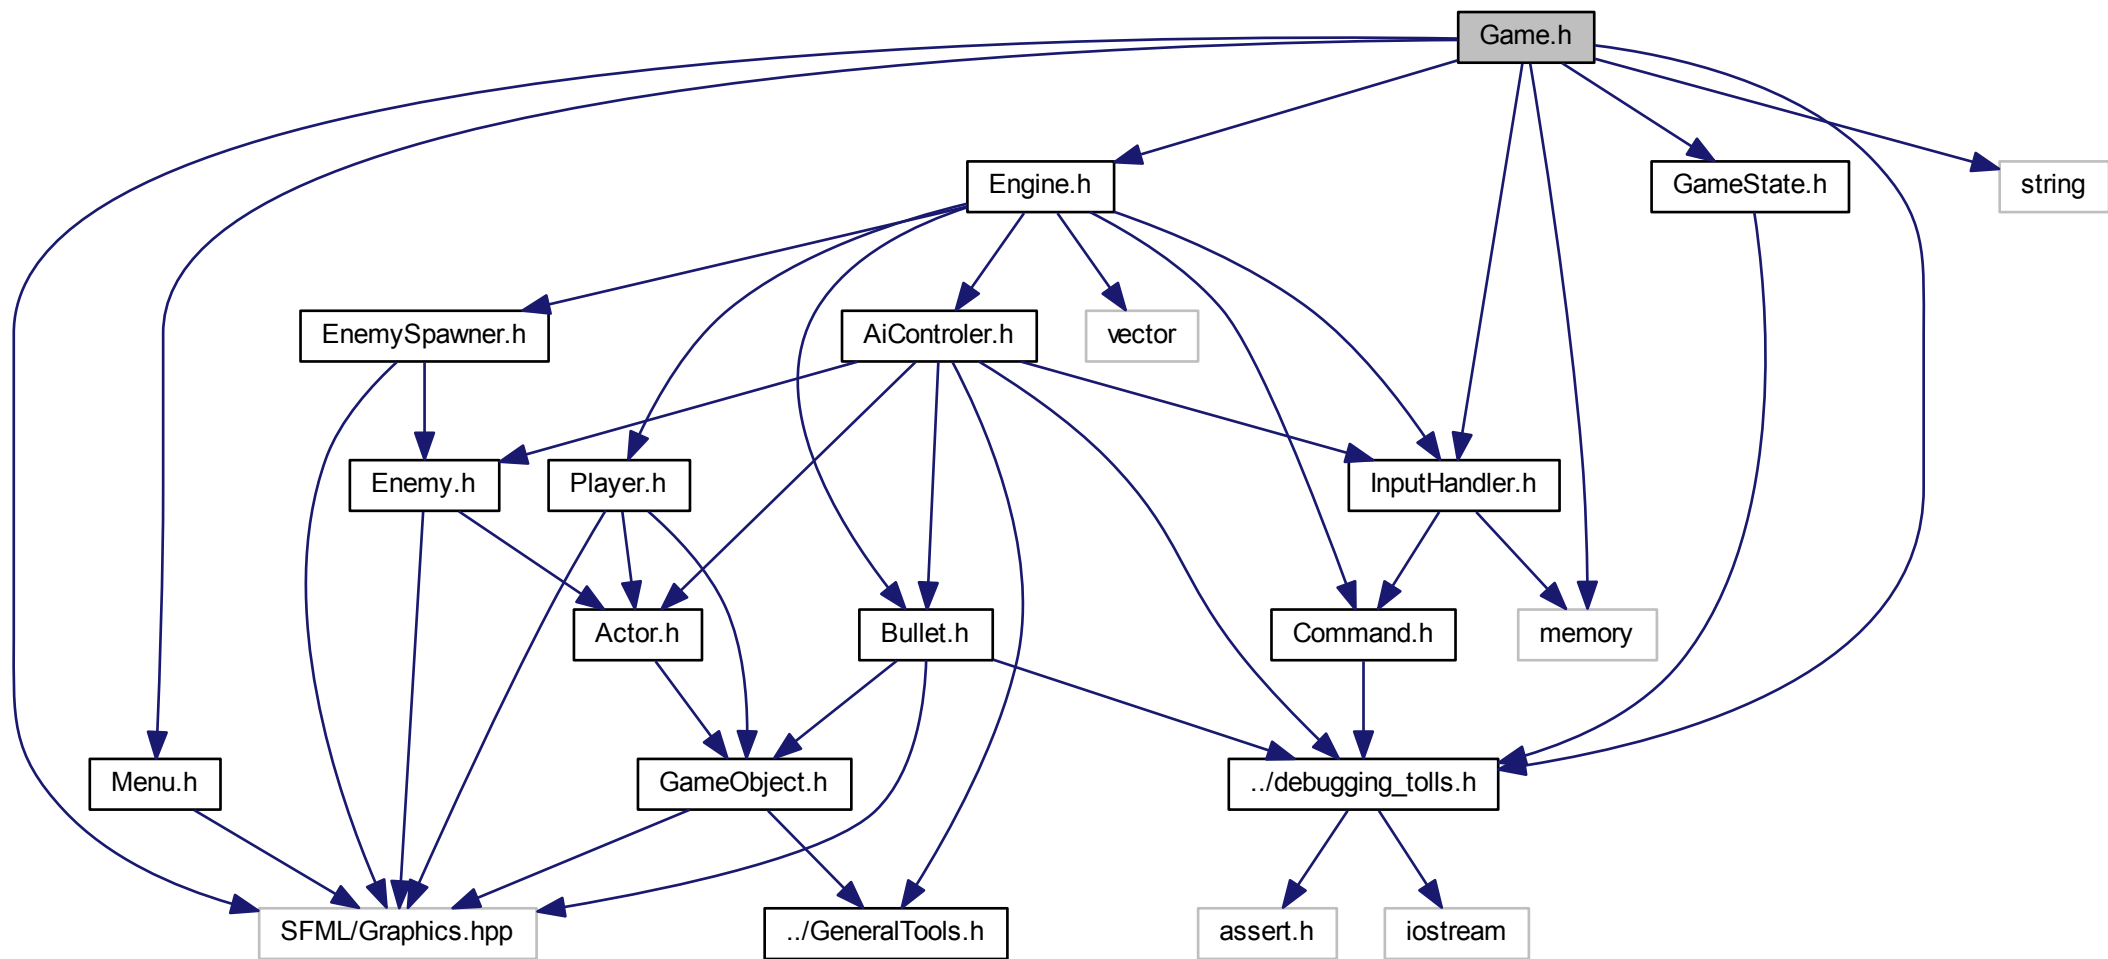 Game.h
Engine.h
GameState.h
string
EnemySpawner.h
AiControler.h
vector
Enemy.h
Player.h
InputHandler.h
Actor.h
Bullet.h
Command.h
memory
Menu.h
GameObject.h
../debugging_tolls.h
SFML/Graphics.hpp
../GeneralTools.h
assert.h
iostream